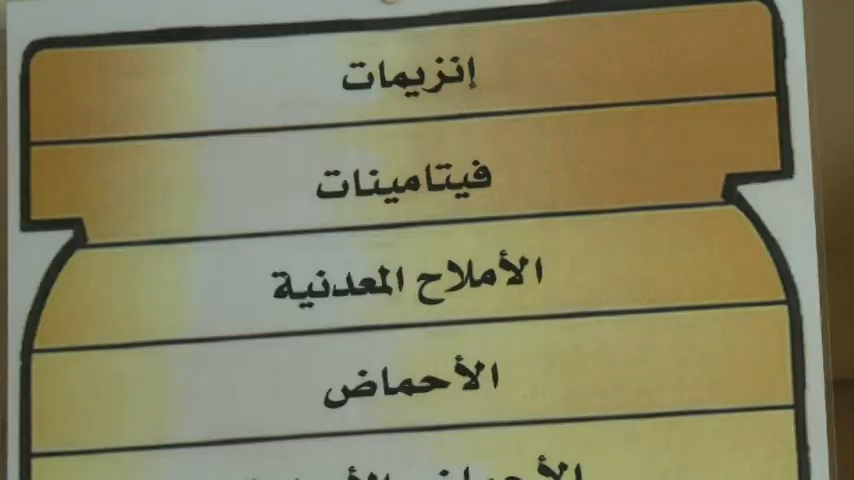 إنزيمات
فيتامينات
الأملاح المعدنية
الأحماض